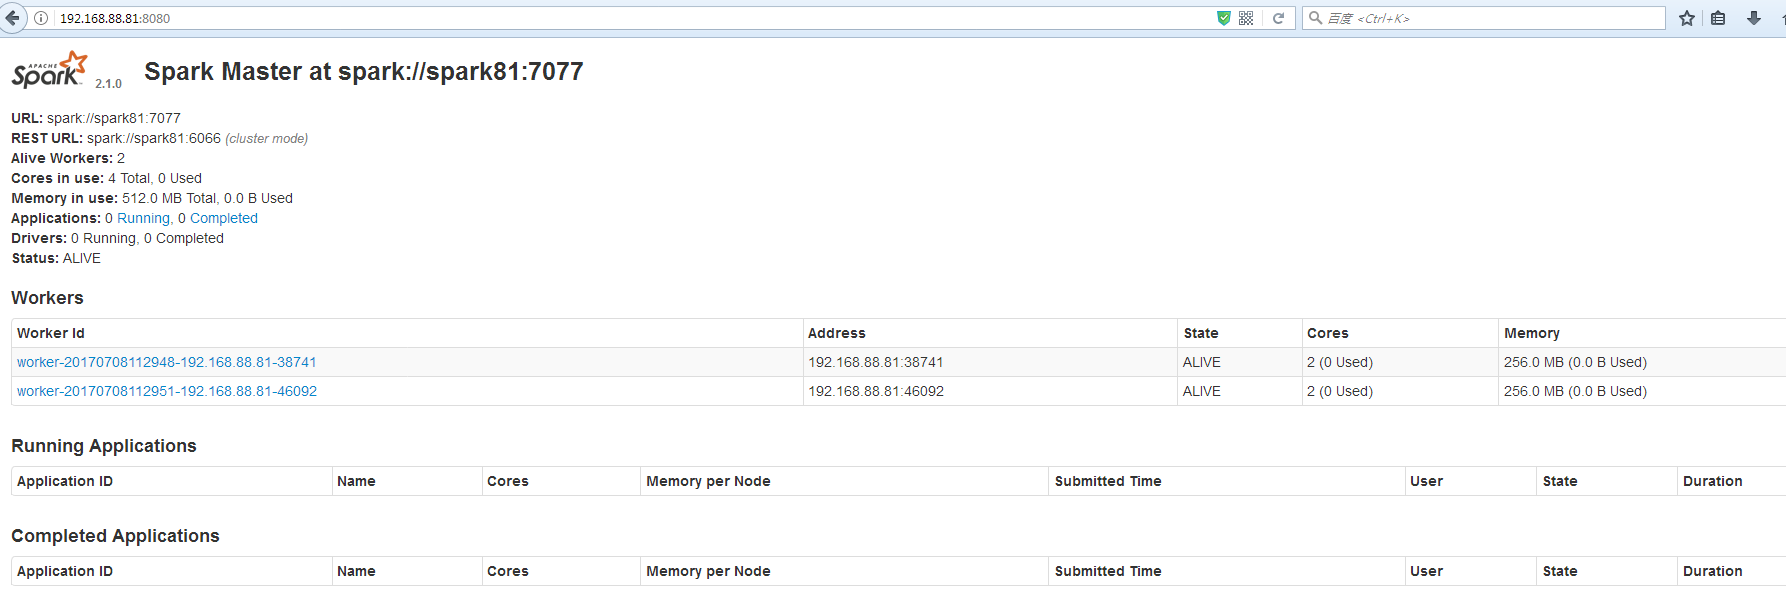 192.168.88.81:8080
百度 <Ctrl+K>
APACHE
Spark 2.1.0 Spark Master at spark://spark81:7077
URL: spark://spark81:7077
REST URL: spark://spark81:6066 (cluster mode)
Alive Workers: 2
Cores in use: 4 Total, 0 Used
Memory in use: 512.0 MB Total, 0.0 B Used
Applications: 0 Running, 0 Completed
Drivers: 0 Running, 0 Completed
Status: ALIVE
Workers
Worker Id Address State Cores Memory
worker-20170708112948-192.168.88.81-38741 192.168.88.81:38741 ALIVE 2 (0 Used) 256.0 MB (0.0 B Used)
worker-20170708112951-192.168.88.81-46092 192.168.88.81:46092 ALIVE 2 (0 Used) 256.0 MB (0.0 B Used)
Running Applications
Application ID Name Cores Memory per Node Submitted Time User State Duration
Completed Applications
Application ID Name Cores Memory per Node Submitted Time User State Duration